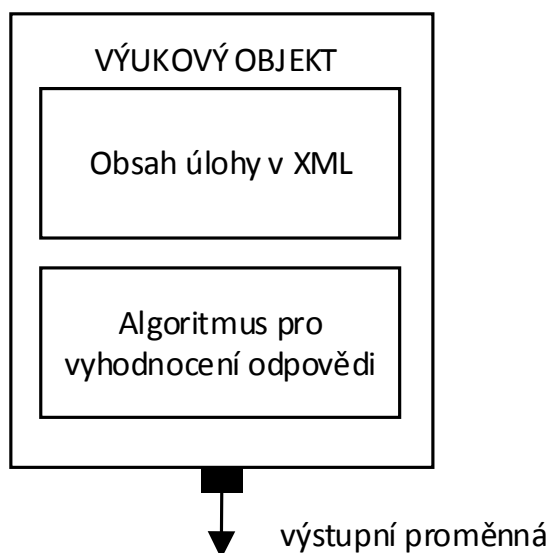 VÝUKOVÝ OBJEKT
Obsah úlohy v XML
Algoritmus pro
vyhodnocení odpovědi
výstupní proměnná